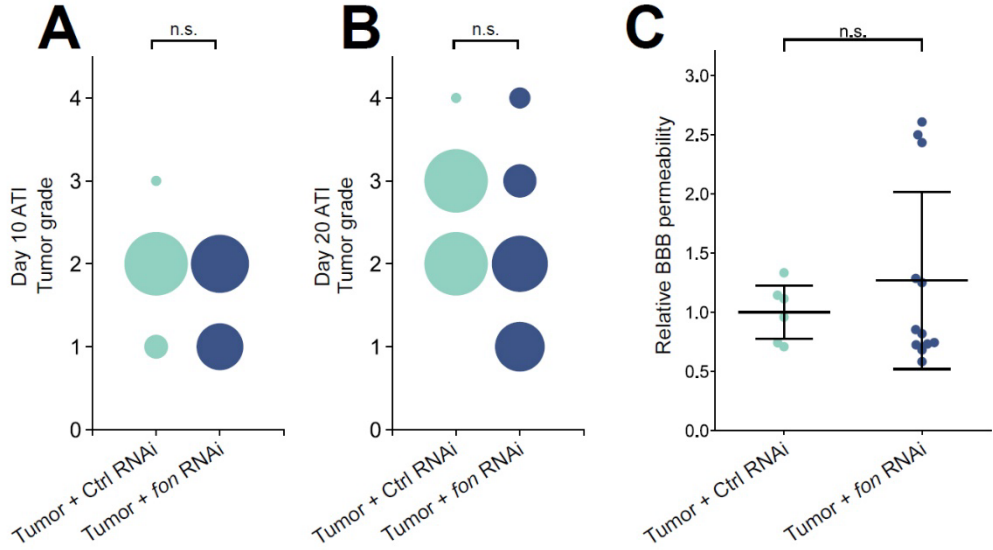 A
n.s.
Day 10 ATI
Tumor grade
4
3
2
1
0
Tumor + Ctrl RNAi
Tumor + fon RNAi
B
n.s.
Day 20 ATI
Tumor grade
4
3
2
1
0
Tumor + Ctrl RNAi
Tumor + fon RNAi
C
n.s.
Relative BBB permeability
3.0
2.5
2.0
1.5
1.0
0.5
0.0
Tumor + Ctrl RNAi
Tumor + fon RNAi